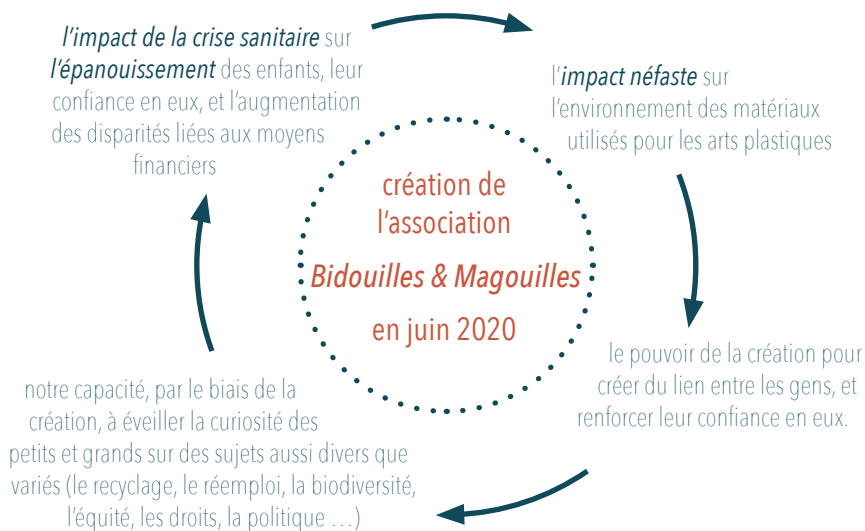 l'impact de la crise sanitaire sur
l'épanouissement des enfants, leur
confiance en eux, et l'augmentation
des disparités liées aux moyens
financiers
l'impact néfaste sur
l'environnement des matériaux
utilisés pour les arts plastiques
création de
l'association
Bidouilles & Magouilles
en juin 2020
le pouvoir de la création pour
créer du lien entre les gens, et
renforcer leur confiance en eux.
notre capacité, par le biais de la
création, à éveiller la curiosité des
petits et grands sur des sujets aussi divers que
variés (le recyclage, le réemploi, la biodiversité,
l'équité, les droits, la politique ...)